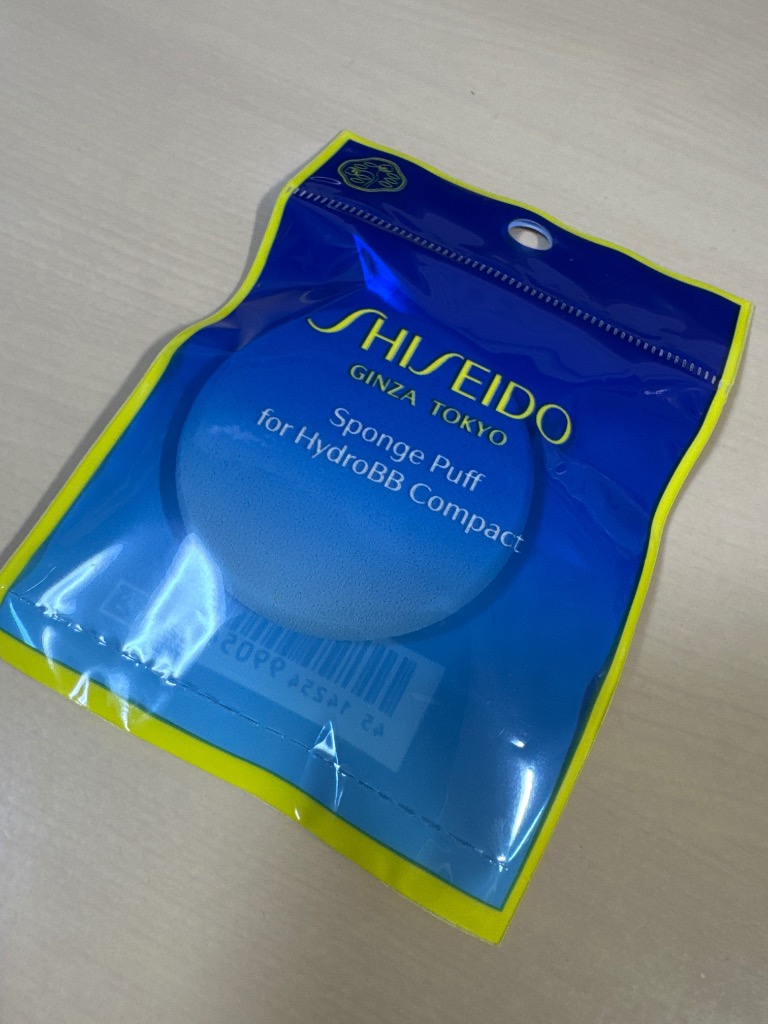 SHISEIDO
GINZA TOKYO
Sponge Puff
for HydroBB Compact